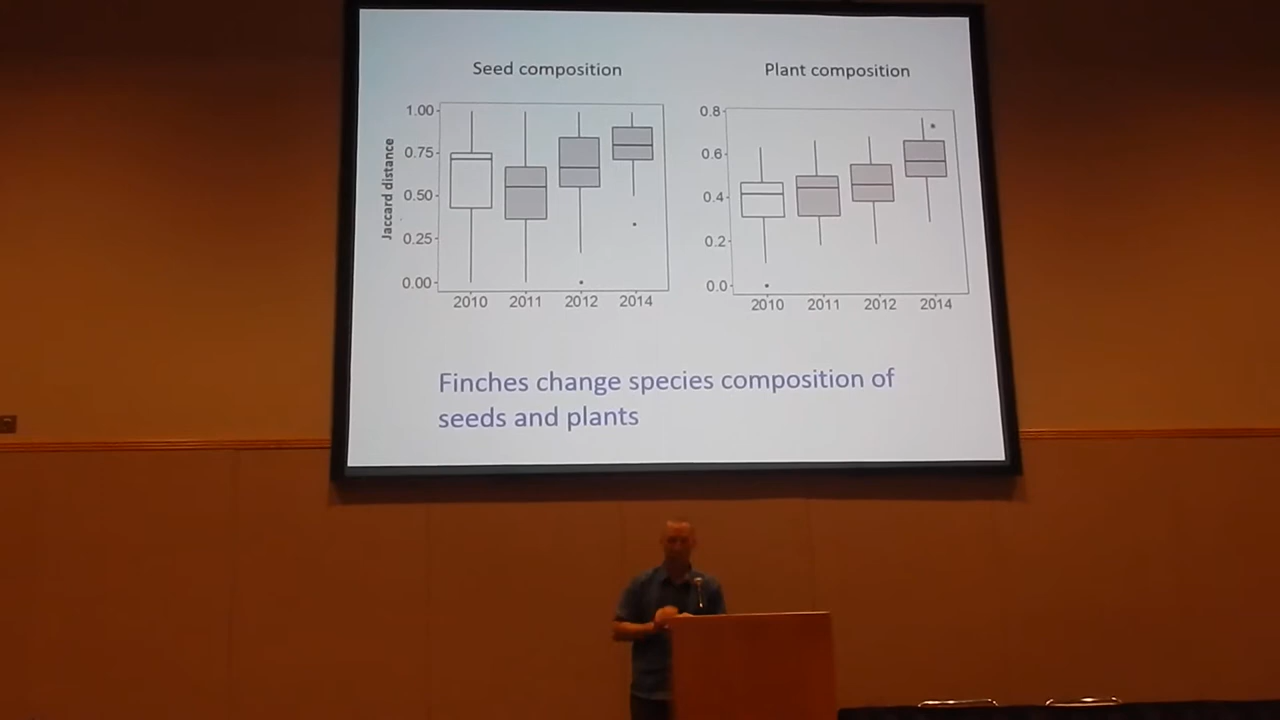 Seed composition
Plant composition
Jaccard distance
1.00
0.75
0.50
0.25
0.00
2010 2011 2012 2014
0.8
0.6
0.4
0.2
0.0
2010 2011 2012 2014
Finches change species composition of
seeds and plants